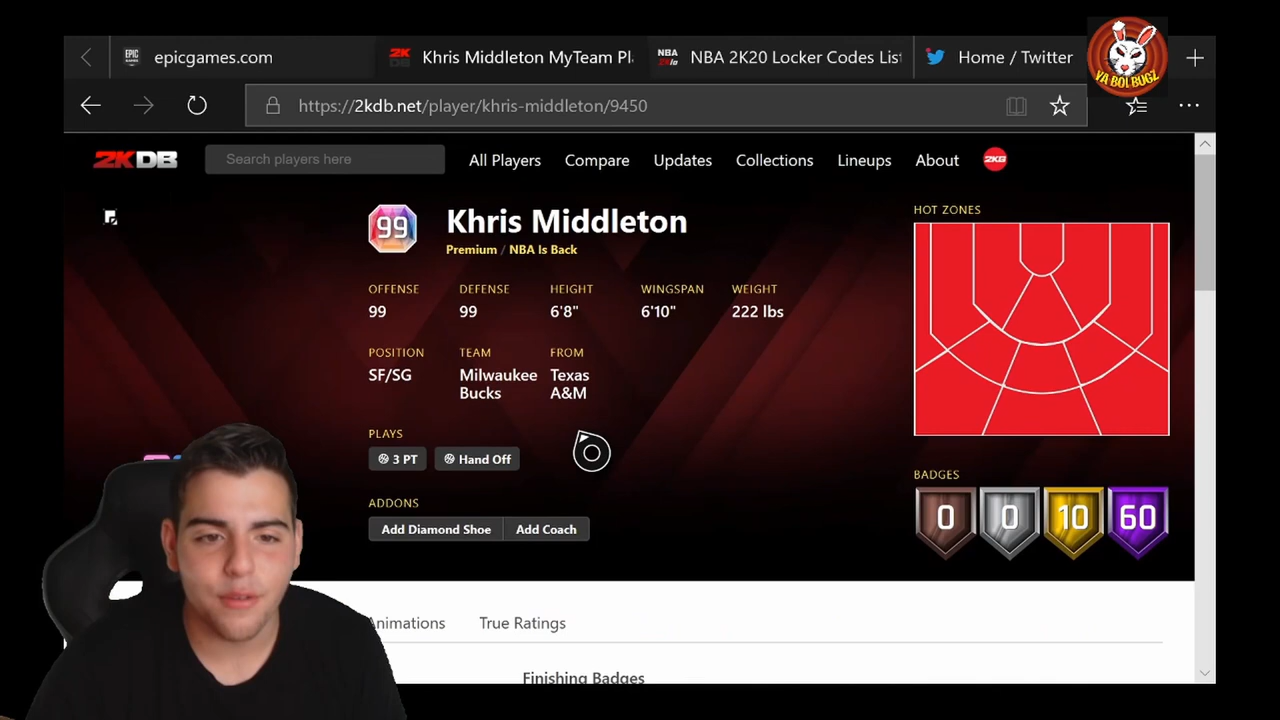 epicgames.com
Khris Middleton MyTeam Pl
NBA 2K20 Locker Codes List
Home / Twitter
YA BOI BUGZ
https://2kdb.net/player/khris-middleton/9450
2KDB
Search players here
All Players
Compare
Updates
Collections
Lineups
About
2KG
99
Khris Middleton
Premium / NBA Is Back
HOT ZONES
OFFENSE
DEFENSE
HEIGHT
WINGSPAN
WEIGHT
99
99
6'8"
6'10"
222 lbs
POSITION
TEAM
FROM
SF/SG
Milwaukee
Bucks
Texas
A&M
PLAYS
3 PT
Hand Off
BADGES
0
0
10
60
ADDONS
Add Diamond Shoe
Add Coach
Animations
True Ratings
Finishing Badges